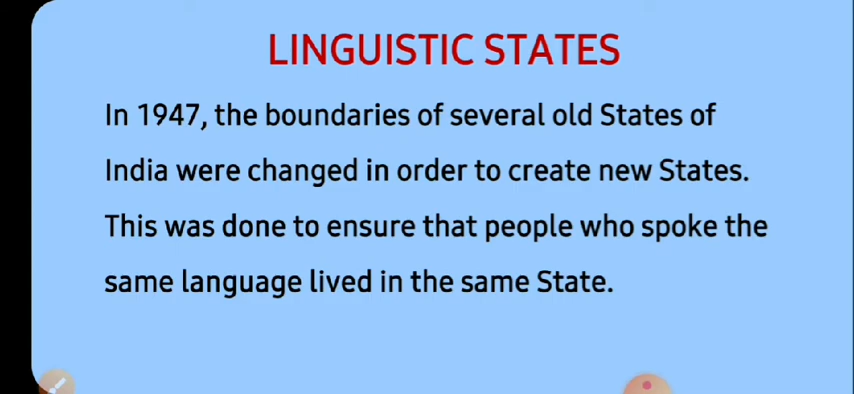 LINGUISTIC STATES
In 1947, the boundaries of several old States of
India were changed in order to create new States.
This was done to ensure that people who spoke the
same language lived in the same State.